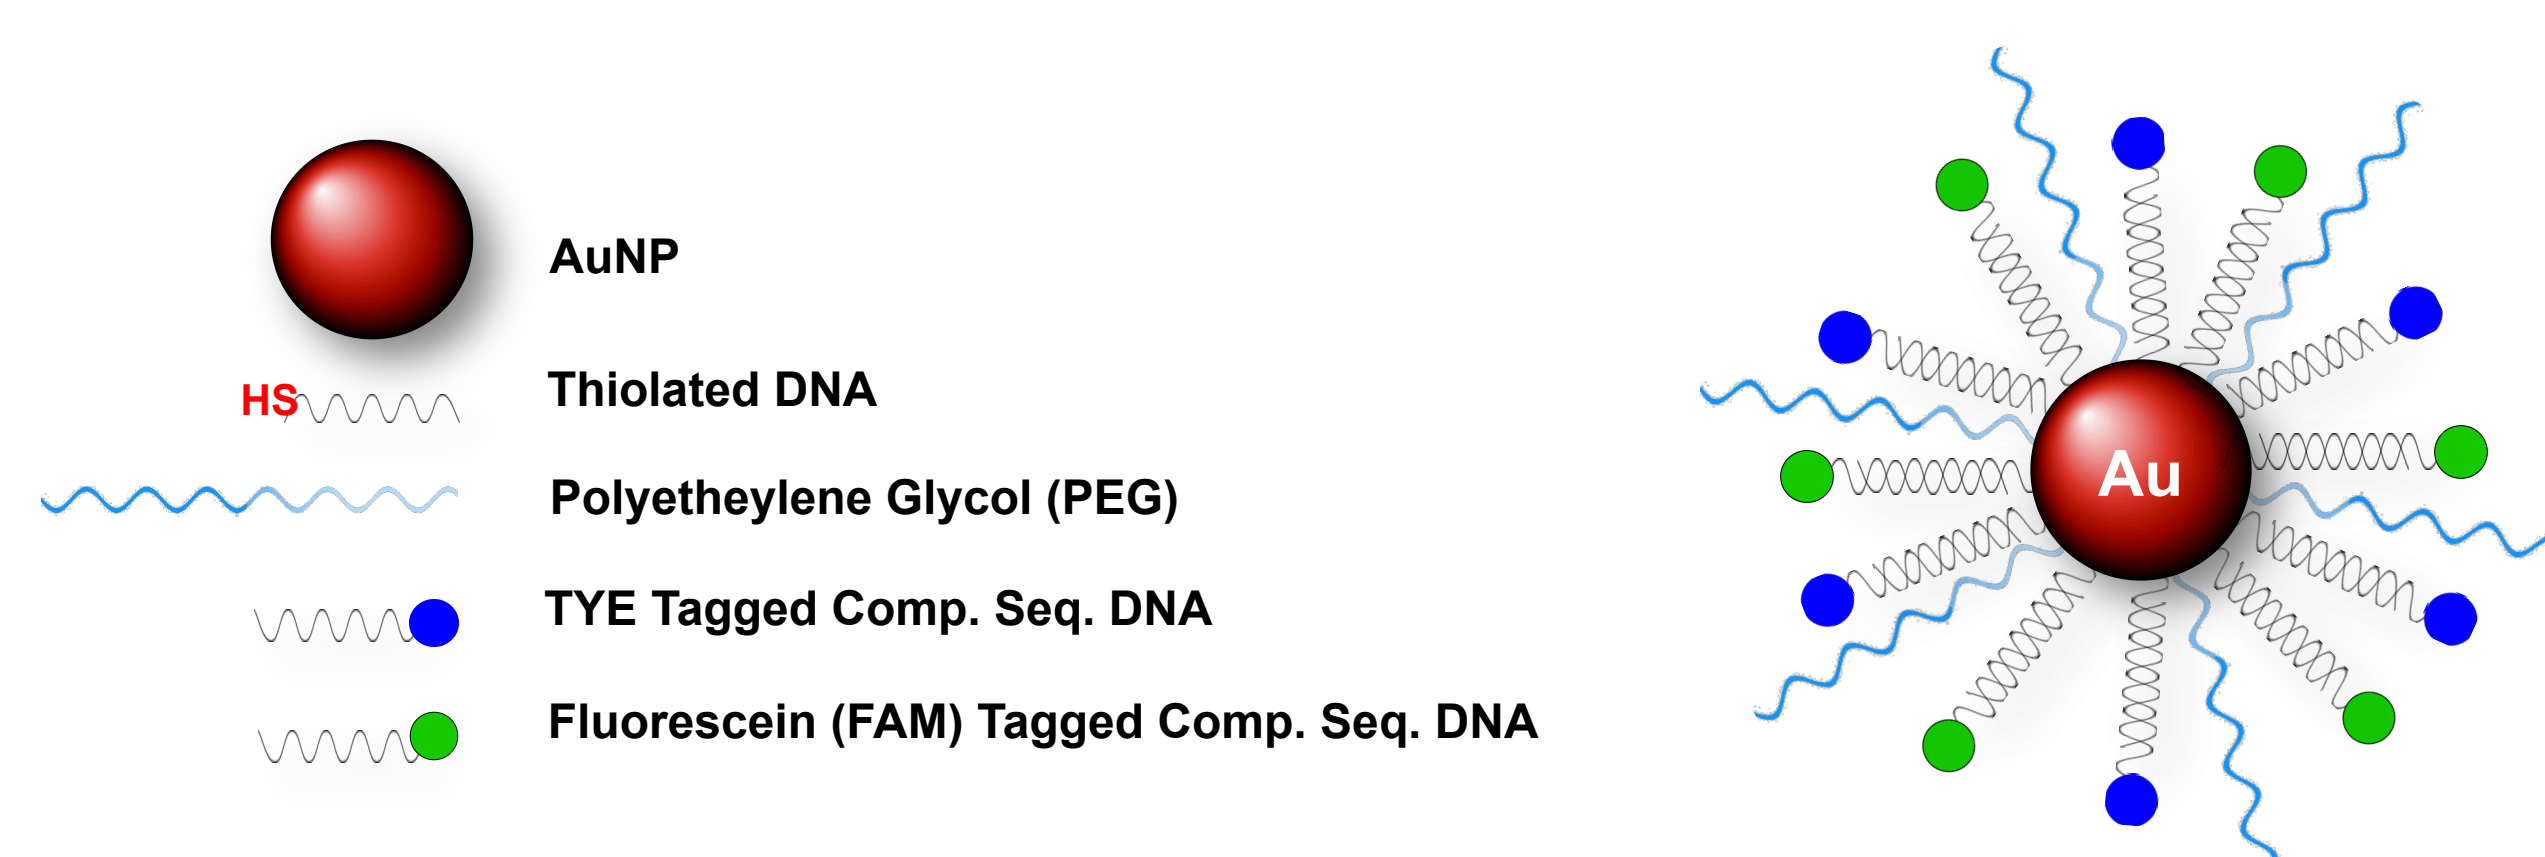 AuNP
HS
Thiolated DNA
Polyetheylene Glycol (PEG)
TYE Tagged Comp. Seq. DNA
Fluorescein (FAM) Tagged Comp. Seq. DNA
Au